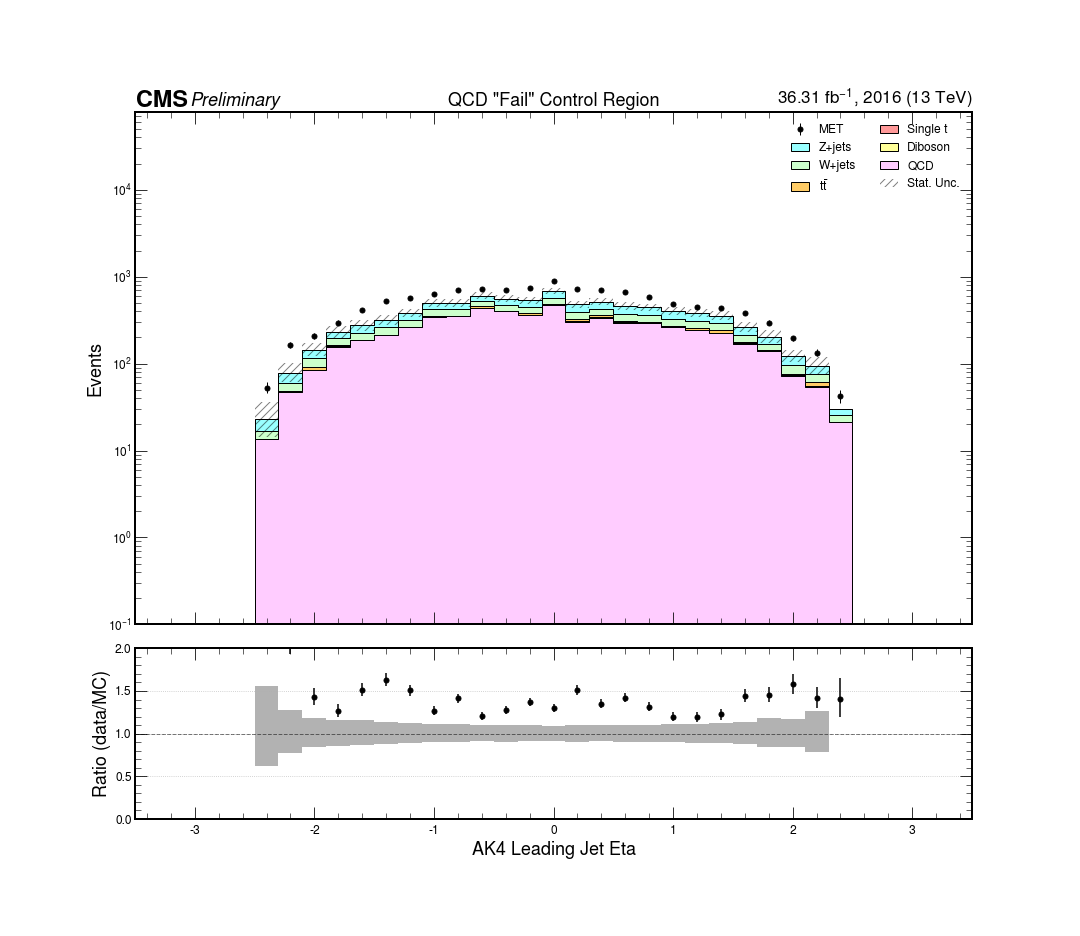 CMS Preliminary QCD "Fail" Control Region 36.31 fb⁻¹, 2016 (13 TeV)
MET Single t
Z+jets Diboson
W+jets QCD
tt̄ Stat. Unc.
10⁴
10³
10²
10¹
10⁰
10⁻¹
Events
2.0
1.5
1.0
0.5
0.0
Ratio (data/MC)
-3 -2 -1 0 1 2 3
AK4 Leading Jet Eta